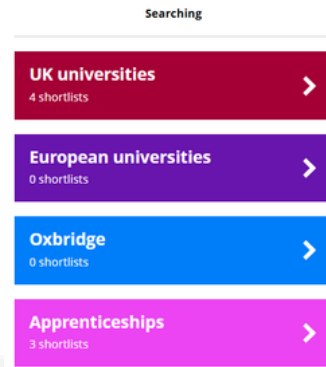 Searching
UK universities
4 shortlists
European universities
0 shortlists
Oxbridge
0 shortlists
Apprenticeships
3 shortlists